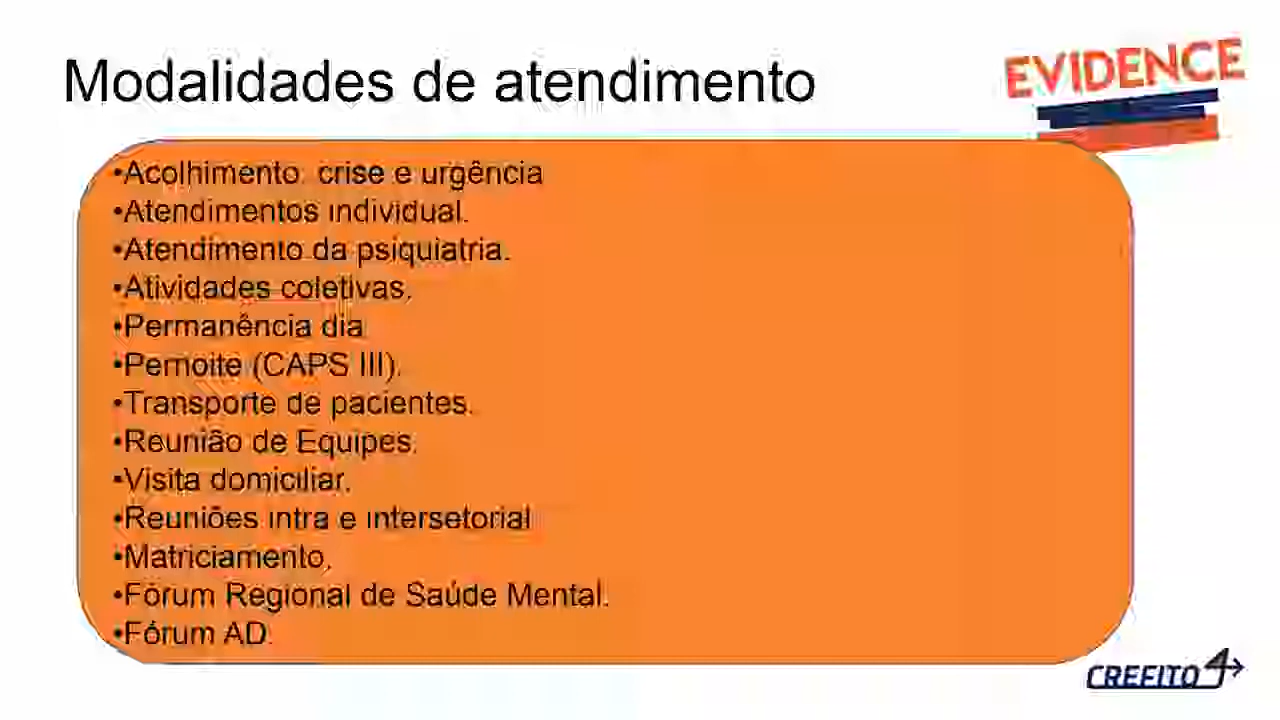 Modalidades de atendimento
EVIDENCE
•Acolhimento: crise e urgência
•Atendimentos individual.
•Atendimento da psiquiatria.
•Atividades coletivas.
•Permanência dia
•Pernoite (CAPS III).
•Transporte de pacientes.
•Reunião de Equipes.
•Visita domiciliar.
•Reuniões intra e intersetorial
•Matriciamento.
•Fórum Regional de Saúde Mental.
•Fórum AD.
CREFITO4